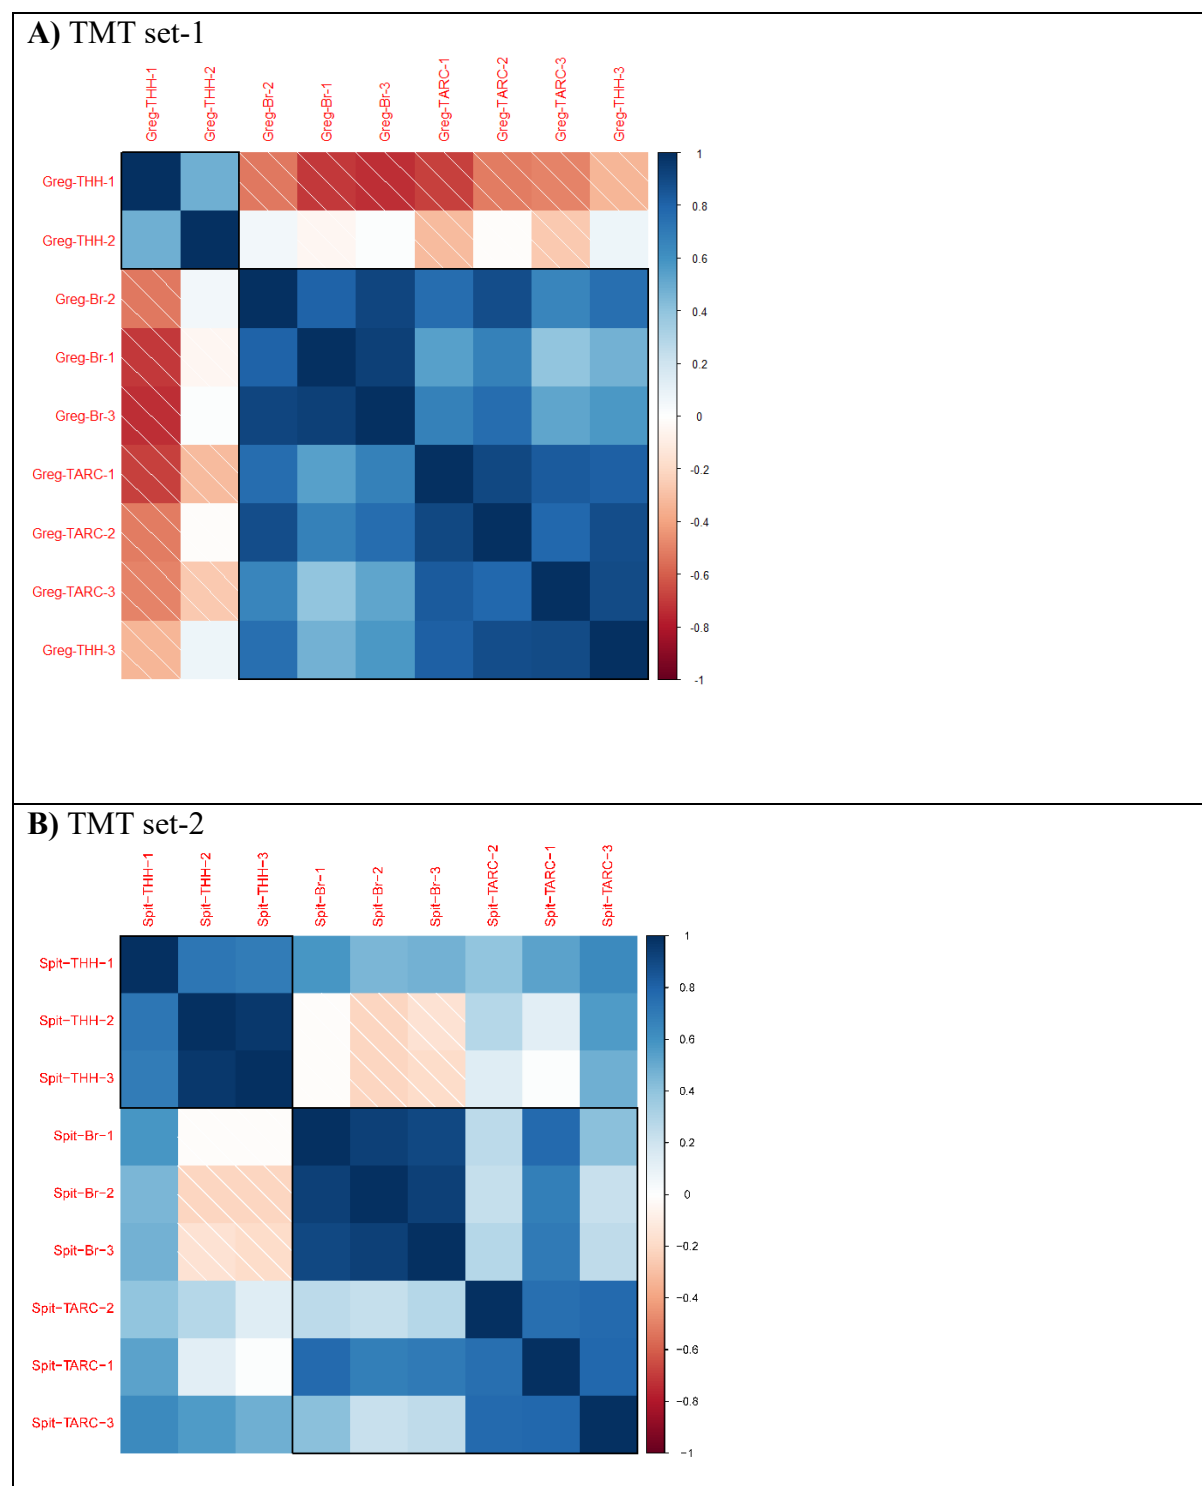 A) TMT set-1
Greg-THH-1
Greg-THH-2
Greg-Br-2
Greg-Br-1
Greg-Br-3
Greg-TARC-1
Greg-TARC-2
Greg-TARC-3
Greg-THH-3
Greg-THH-1
Greg-THH-2
Greg-Br-2
Greg-Br-1
Greg-Br-3
Greg-TARC-1
Greg-TARC-2
Greg-TARC-3
Greg-THH-3
1
0.8
0.6
0.4
0.2
0
-0.2
-0.4
-0.6
-0.8
-1
B) TMT set-2
Spit−THH−1
Spit−THH−2
Spit−THH−3
Spit−Br−1
Spit−Br−2
Spit−Br−3
Spit−TARC−2
Spit−TARC−1
Spit−TARC−3
Spit−THH−1
Spit−THH−2
Spit−THH−3
Spit−Br−1
Spit−Br−2
Spit−Br−3
Spit−TARC−2
Spit−TARC−1
Spit−TARC−3
1
0.8
0.6
0.4
0.2
0
−0.2
−0.4
−0.6
−0.8
−1